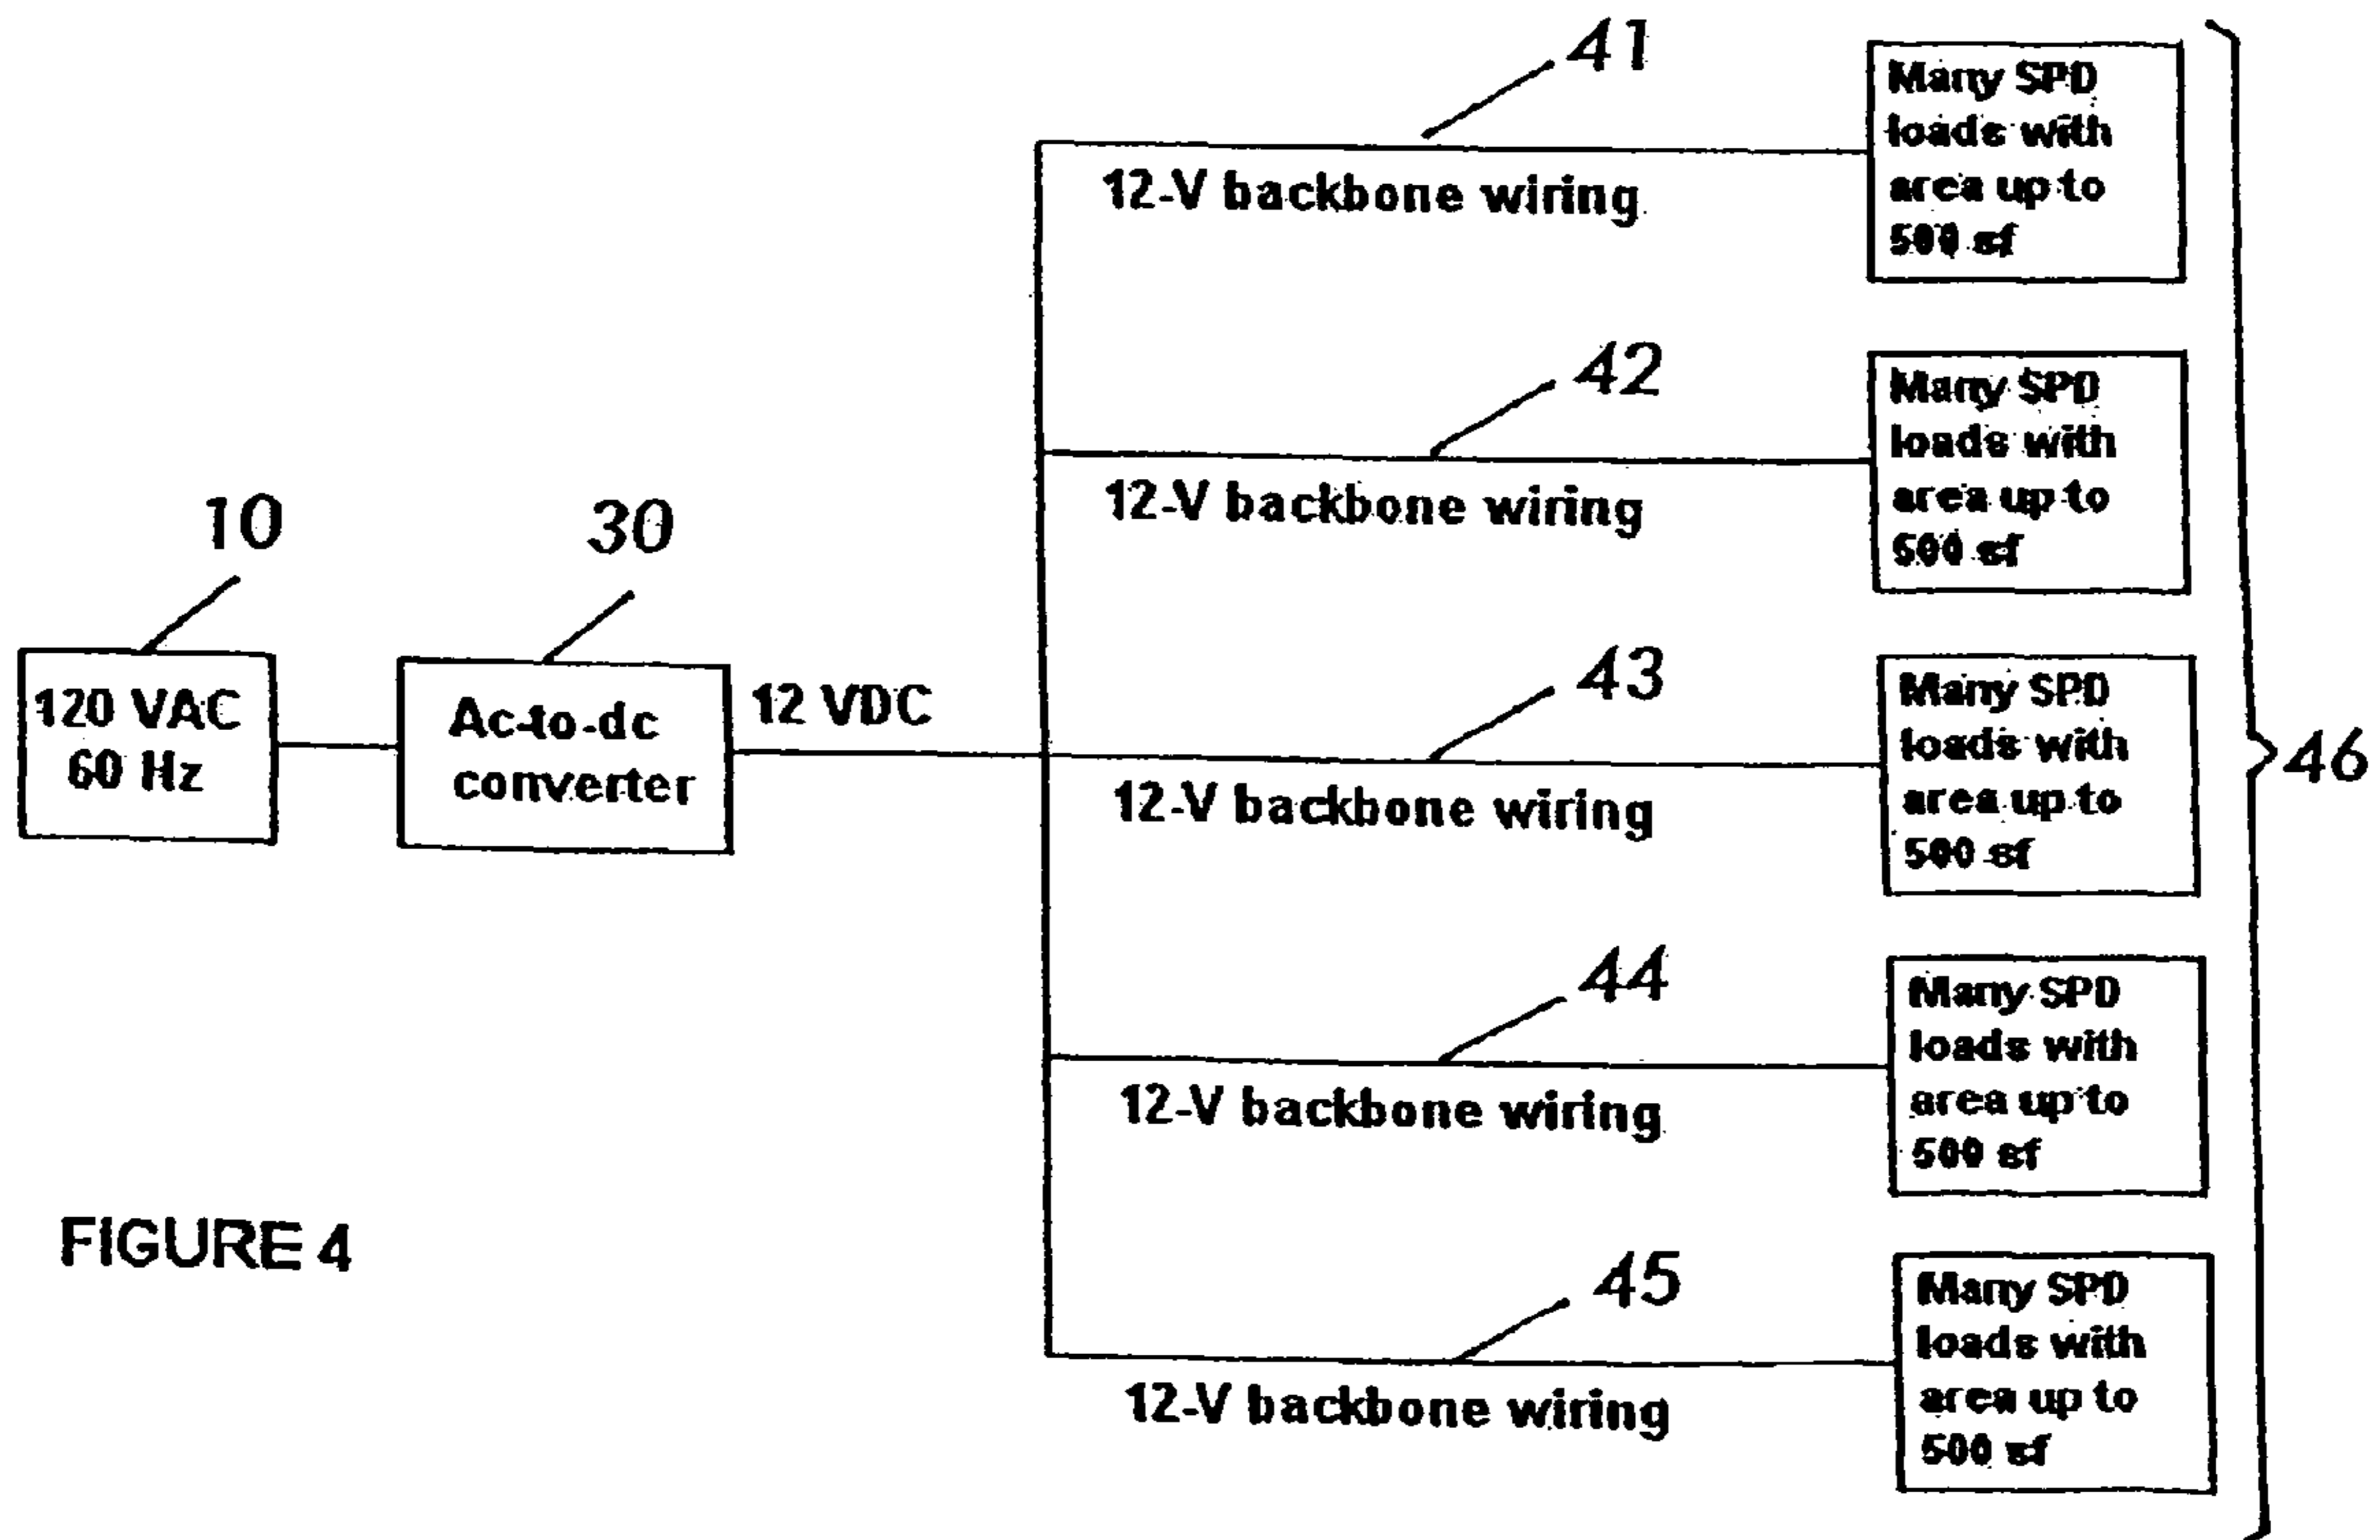 41
Many SPD
loads with
area up to
500 sf
12-V backbone wiring
42
Many SPD
loads with
area up to
500 sf
12-V backbone wiring
10
30
120 VAC
60 Hz
Ac-to-dc
converter
12 VDC
43
Many SPD
loads with
area up to
500 sf
12-V backbone wiring
46
44
Many SPD
loads with
area up to
500 sf
12-V backbone wiring
FIGURE 4
45
Many SPD
loads with
area up to
500 sf
12-V backbone wiring